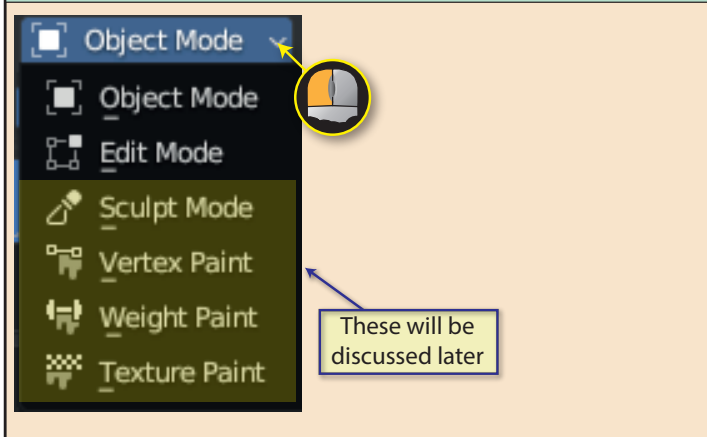 Object Mode
Object Mode
Edit Mode
Sculpt Mode
Vertex Paint
Weight Paint
Texture Paint
These will be
discussed later